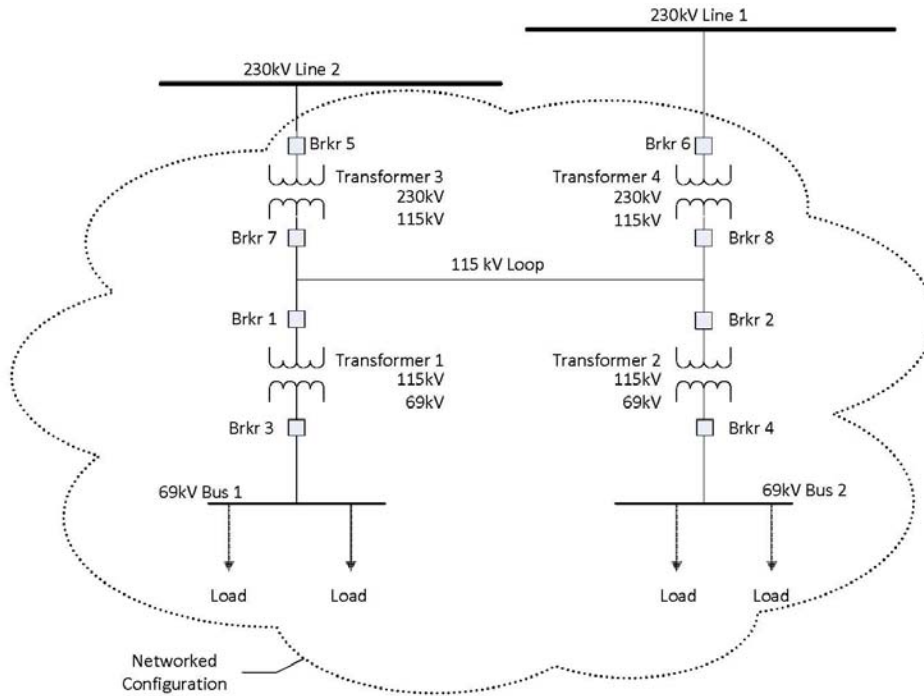 230kV Line 1
230kV Line 2
Brkr 5
Brkr 6
Transformer 3
230kV
115kV
Transformer 4
230kV
115kV
Brkr 7
Brkr 8
115 kV Loop
Brkr 1
Brkr 2
Transformer 1
115kV
69kV
Transformer 2
115kV
69kV
Brkr 3
Brkr 4
69kV Bus 1
69kV Bus 2
Load
Load
Load
Load
Networked
Configuration